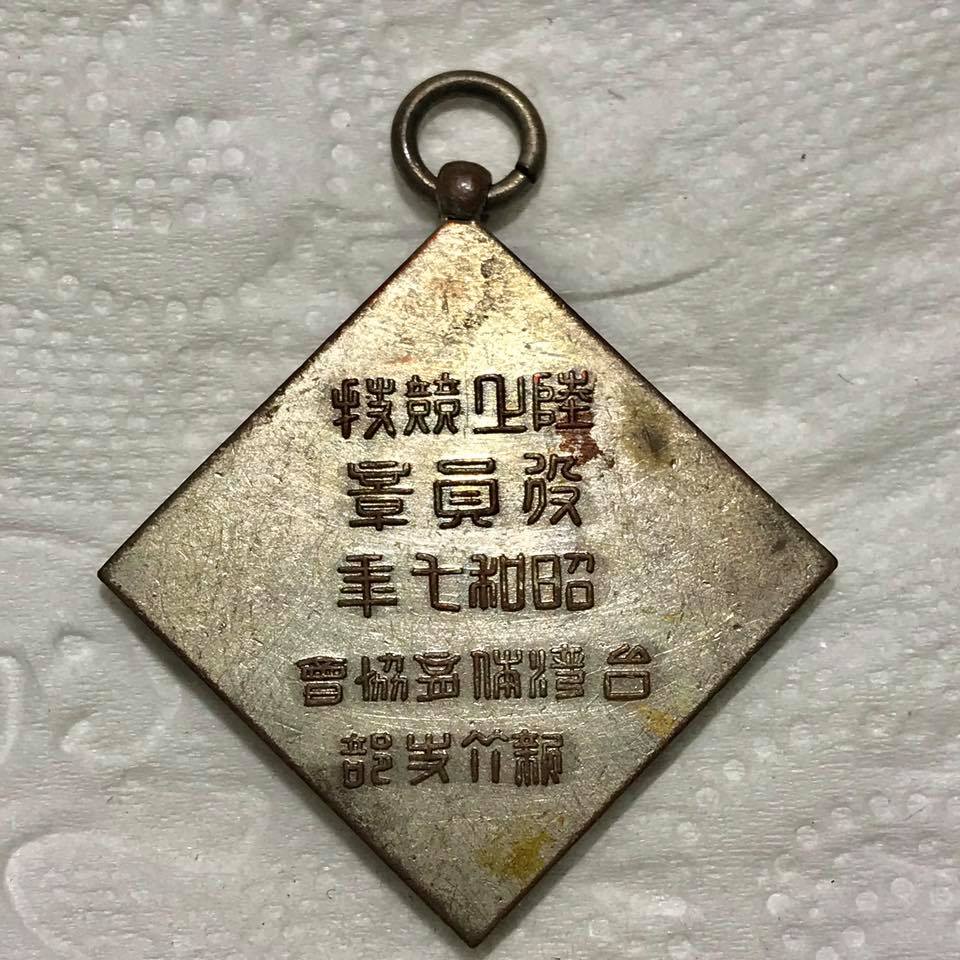 陸上競技
役員章
昭和七年
台灣体育協會
新竹支部